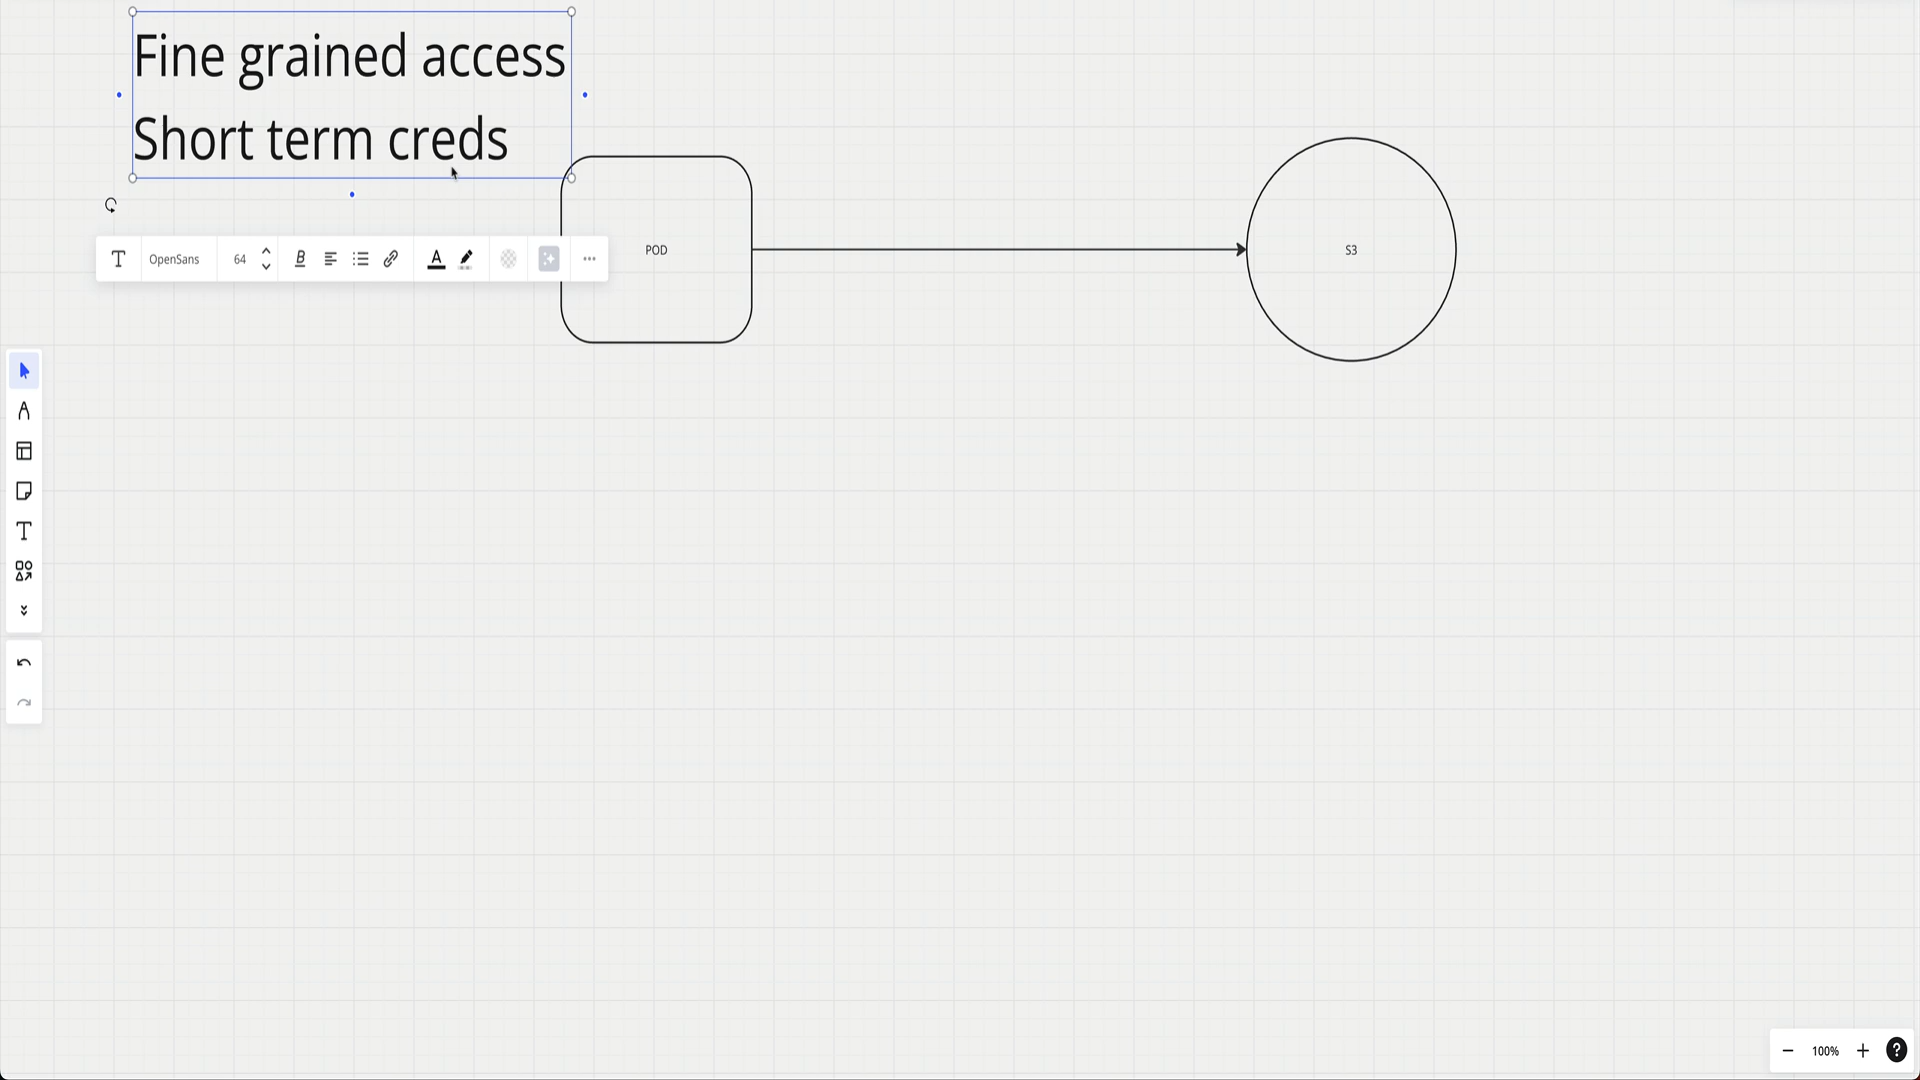 Fine grained access
Short term creds
OpenSans
64
POD
S3
100%